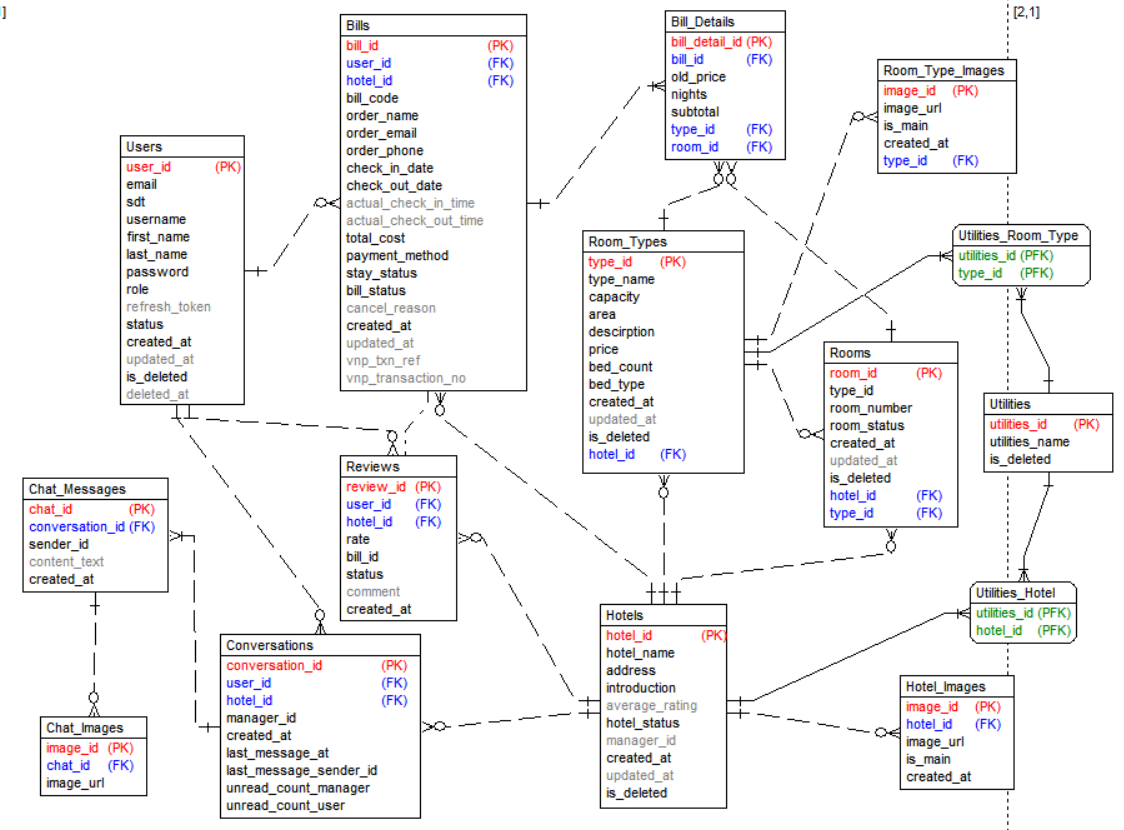 1]
[2,1]
Bills
bill_id (PK)
user_id (FK)
hotel_id (FK)
bill_code
order_name
order_email
order_phone
check_in_date
check_out_date
actual_check_in_time
actual_check_out_time
total_cost
payment_method
stay_status
bill_status
cancel_reason
created_at
updated_at
vnp_txn_ref
vnp_transaction_no
Bill_Details
bill_detail_id (PK)
bill_id (FK)
old_price
nights
subtotal
type_id (FK)
room_id (FK)
Room_Type_Images
image_id (PK)
image_url
is_main
created_at
type_id (FK)
Users
user_id (PK)
email
sdt
username
first_name
last_name
password
role
refresh_token
status
created_at
updated_at
is_deleted
deleted_at
Room_Types
type_id (PK)
type_name
capacity
area
descirption
price
bed_count
bed_type
created_at
updated_at
is_deleted
hotel_id (FK)
Utilities_Room_Type
utilities_id (PFK)
type_id (PFK)
Rooms
room_id (PK)
type_id
room_number
room_status
created_at
updated_at
is_deleted
hotel_id (FK)
type_id (FK)
Utilities
utilities_id (PK)
utilities_name
is_deleted
Reviews
review_id (PK)
user_id (FK)
hotel_id (FK)
rate
bill_id
status
comment
created_at
Chat_Messages
chat_id (PK)
conversation_id (FK)
sender_id
content_text
created_at
Conversations
conversation_id (PK)
user_id (FK)
hotel_id (FK)
manager_id
created_at
last_message_at
last_message_sender_id
unread_count_manager
unread_count_user
Hotels
hotel_id (PK)
hotel_name
address
introduction
average_rating
hotel_status
manager_id
created_at
updated_at
is_deleted
Utilities_Hotel
utilities_id (PFK)
hotel_id (PFK)
Hotel_Images
image_id (PK)
hotel_id (FK)
image_url
is_main
created_at
Chat_Images
image_id (PK)
chat_id (FK)
image_url